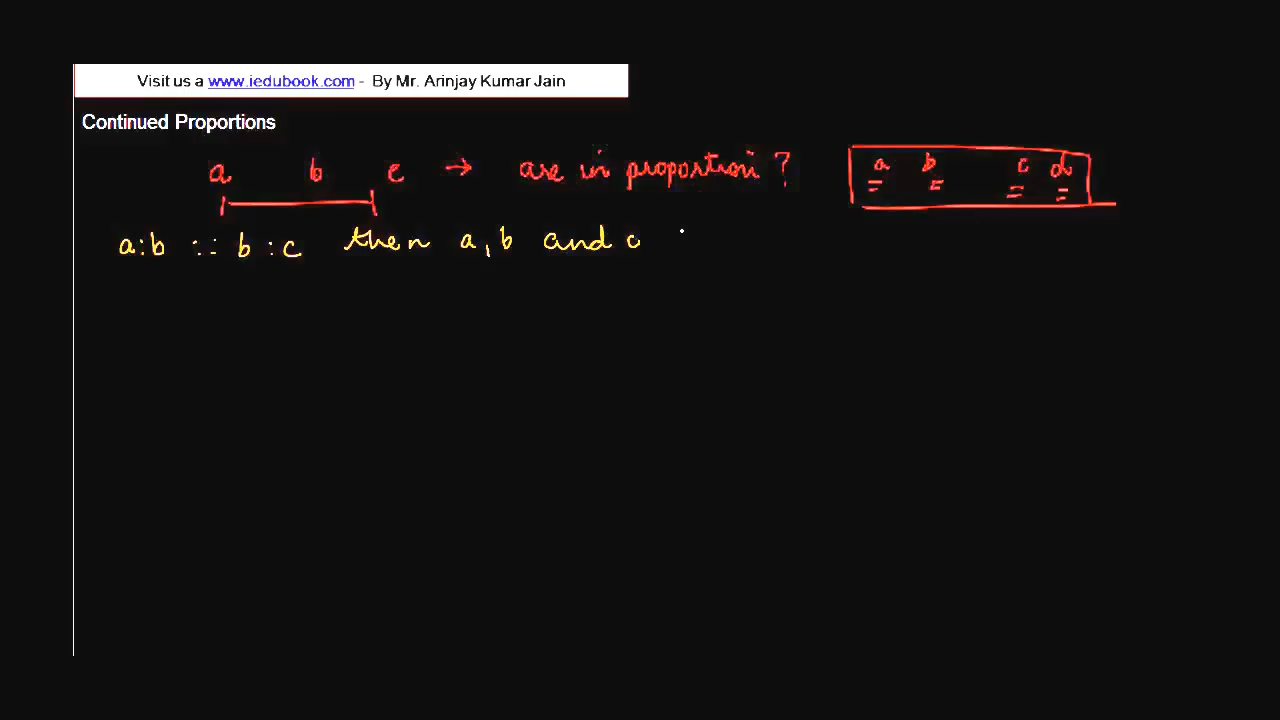 Visit us a www.iedubook.com - By Mr. Arinjay Kumar Jain
Continued Proportions
a b c → are in proportion ? a b c d
a:b :: b:c then a, b and c